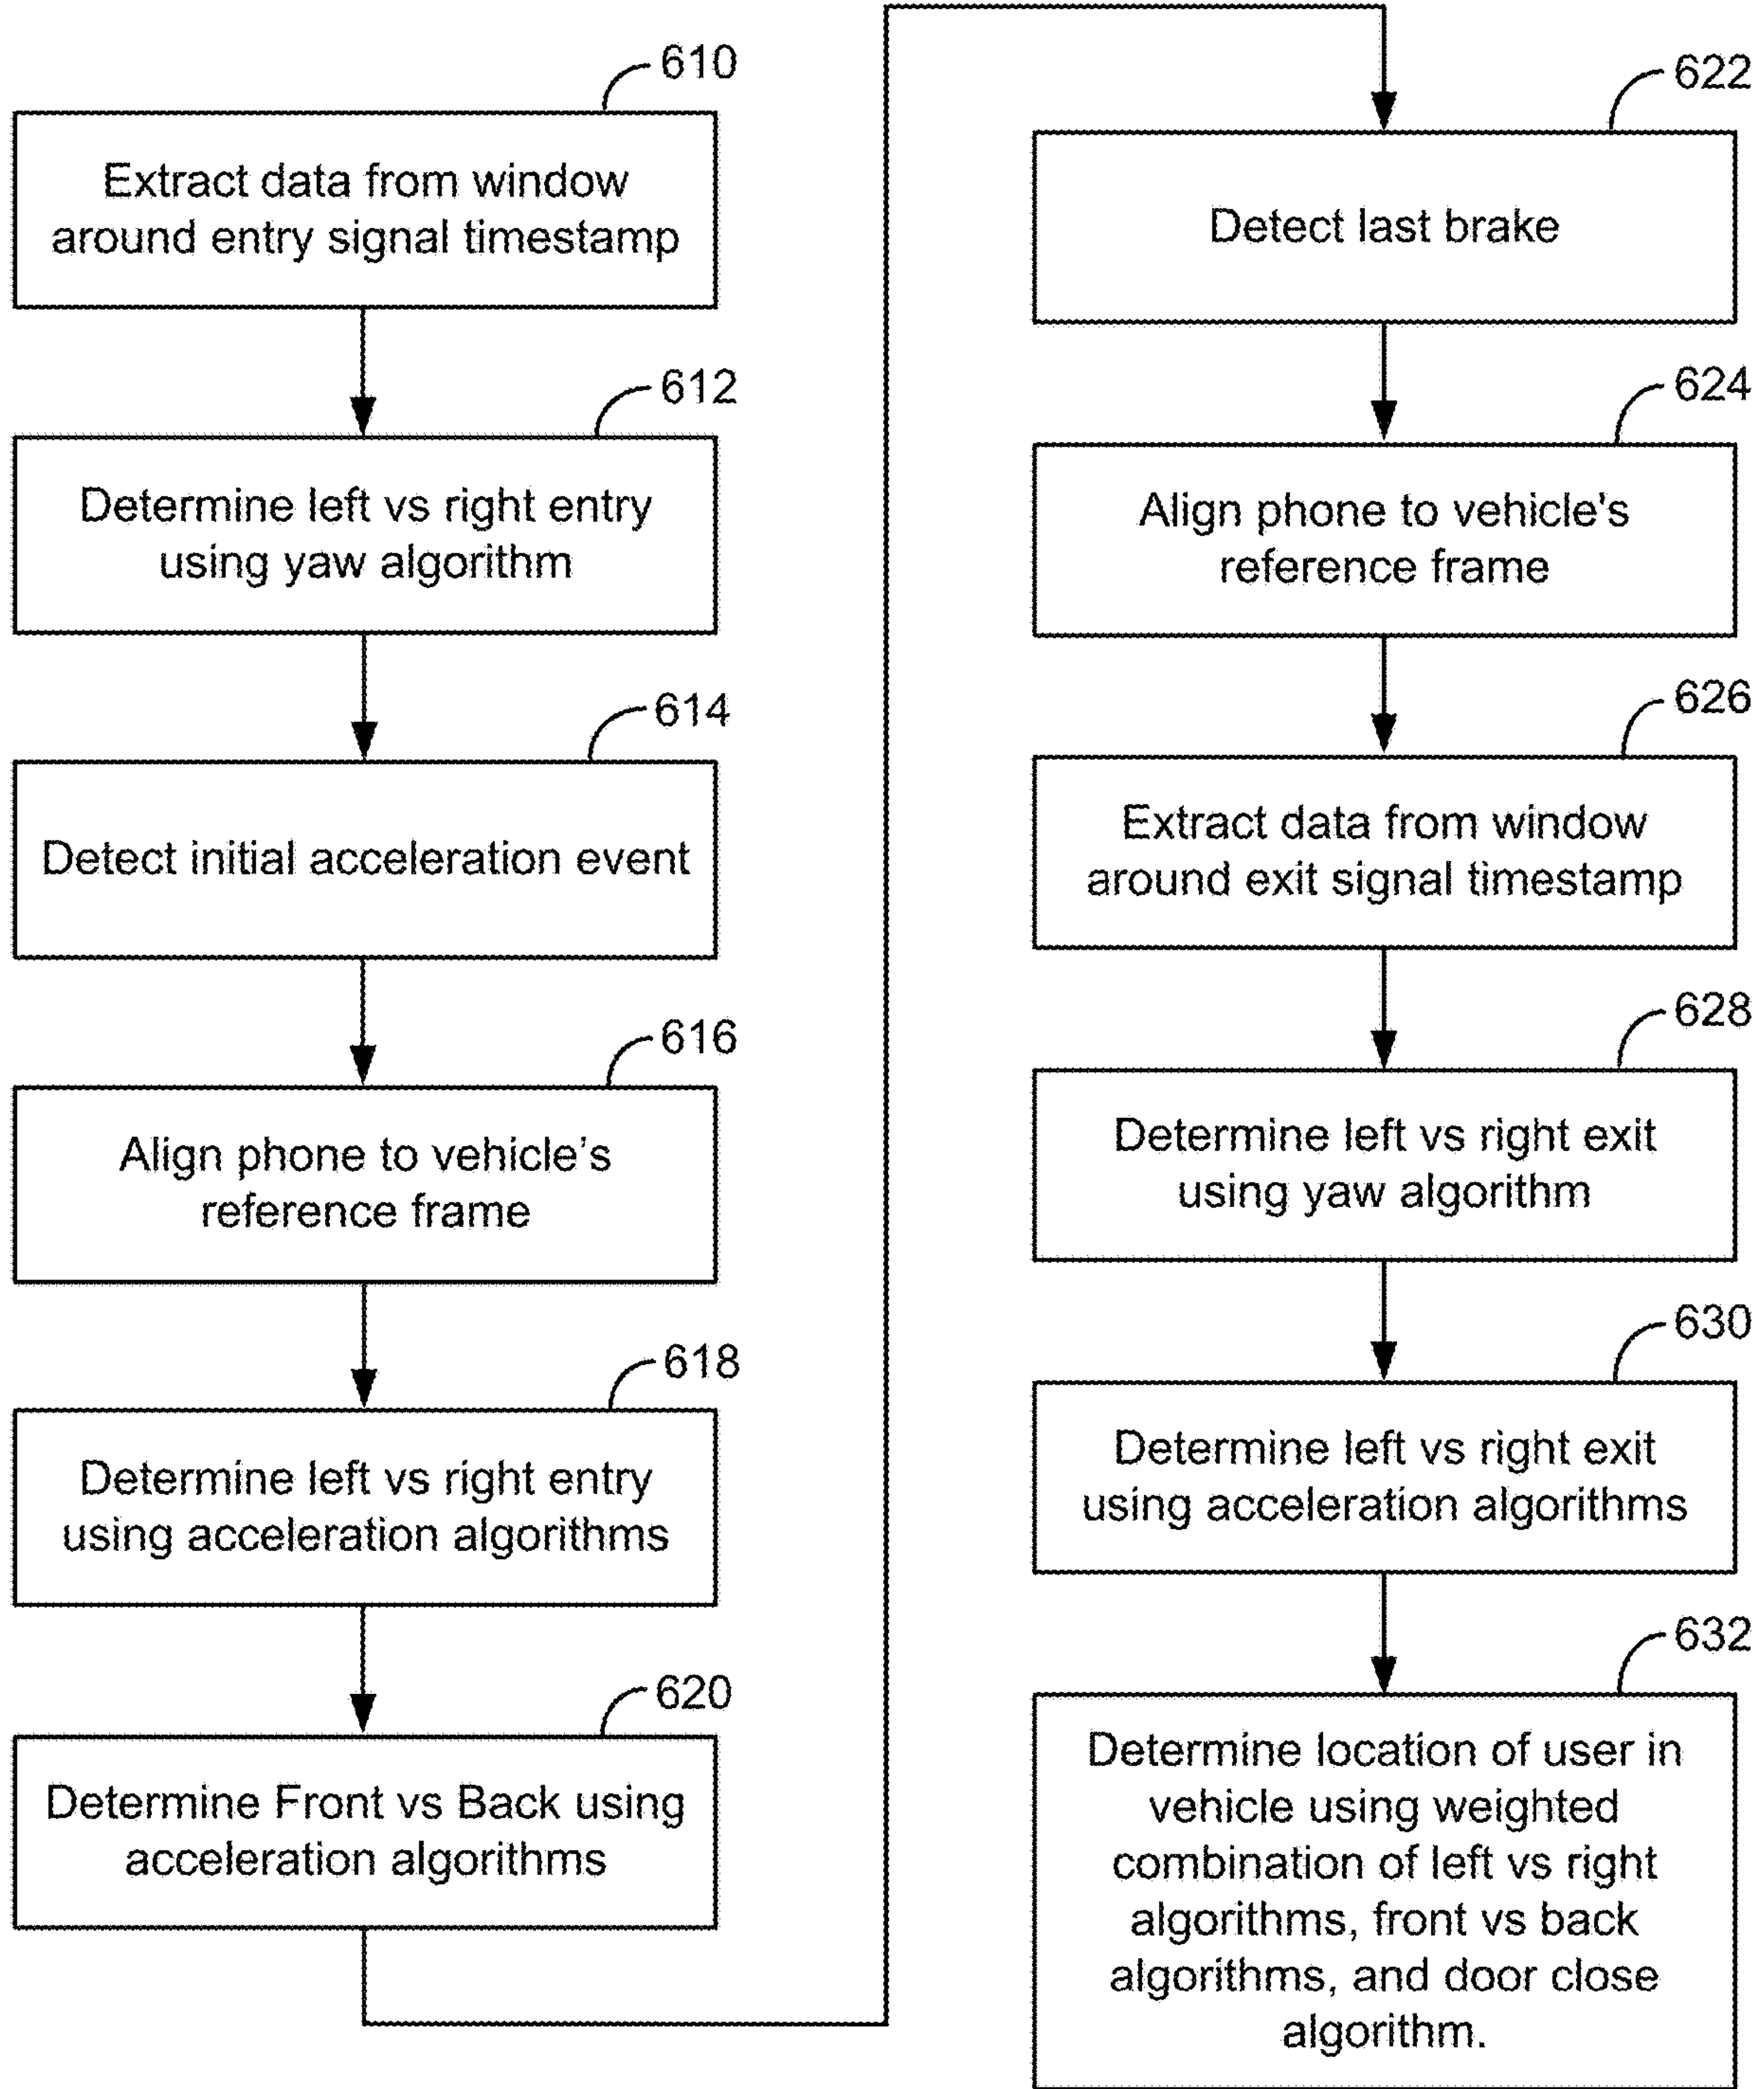 610
Extract data from window
around entry signal timestamp
612
Determine left vs right entry
using yaw algorithm
614
Detect initial acceleration event
616
Align phone to vehicle’s
reference frame
618
Determine left vs right entry
using acceleration algorithms
620
Determine Front vs Back using
acceleration algorithms
622
Detect last brake
624
Align phone to vehicle's
reference frame
626
Extract data from window
around exit signal timestamp
628
Determine left vs right exit
using yaw algorithm
630
Determine left vs right exit
using acceleration algorithms
632
Determine location of user in
vehicle using weighted
combination of left vs right
algorithms, front vs back
algorithms, and door close
algorithm.